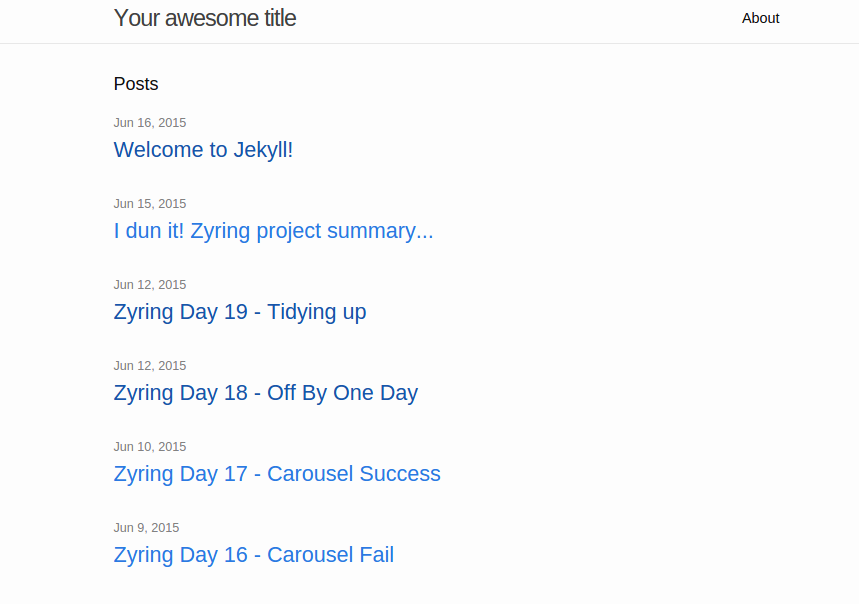 Your awesome title
About
Posts
Jun 16, 2015
Welcome to Jekyll!
Jun 15, 2015
I dun it! Zyring project summary...
Jun 12, 2015
Zyring Day 19 - Tidying up
Jun 12, 2015
Zyring Day 18 - Off By One Day
Jun 10, 2015
Zyring Day 17 - Carousel Success
Jun 9, 2015
Zyring Day 16 - Carousel Fail